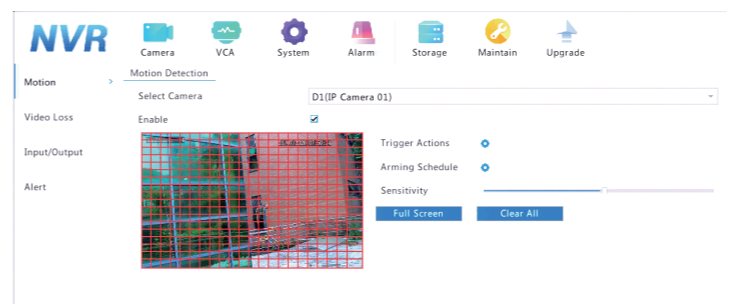 NVR
Camera VCA System Alarm Storage Maintain Upgrade
Motion >
Motion Detection
Select Camera D1(IP Camera 01)
Video Loss
Enable
Input/Output
Trigger Actions
Arming Schedule
Alert
Sensitivity
Full Screen Clear All